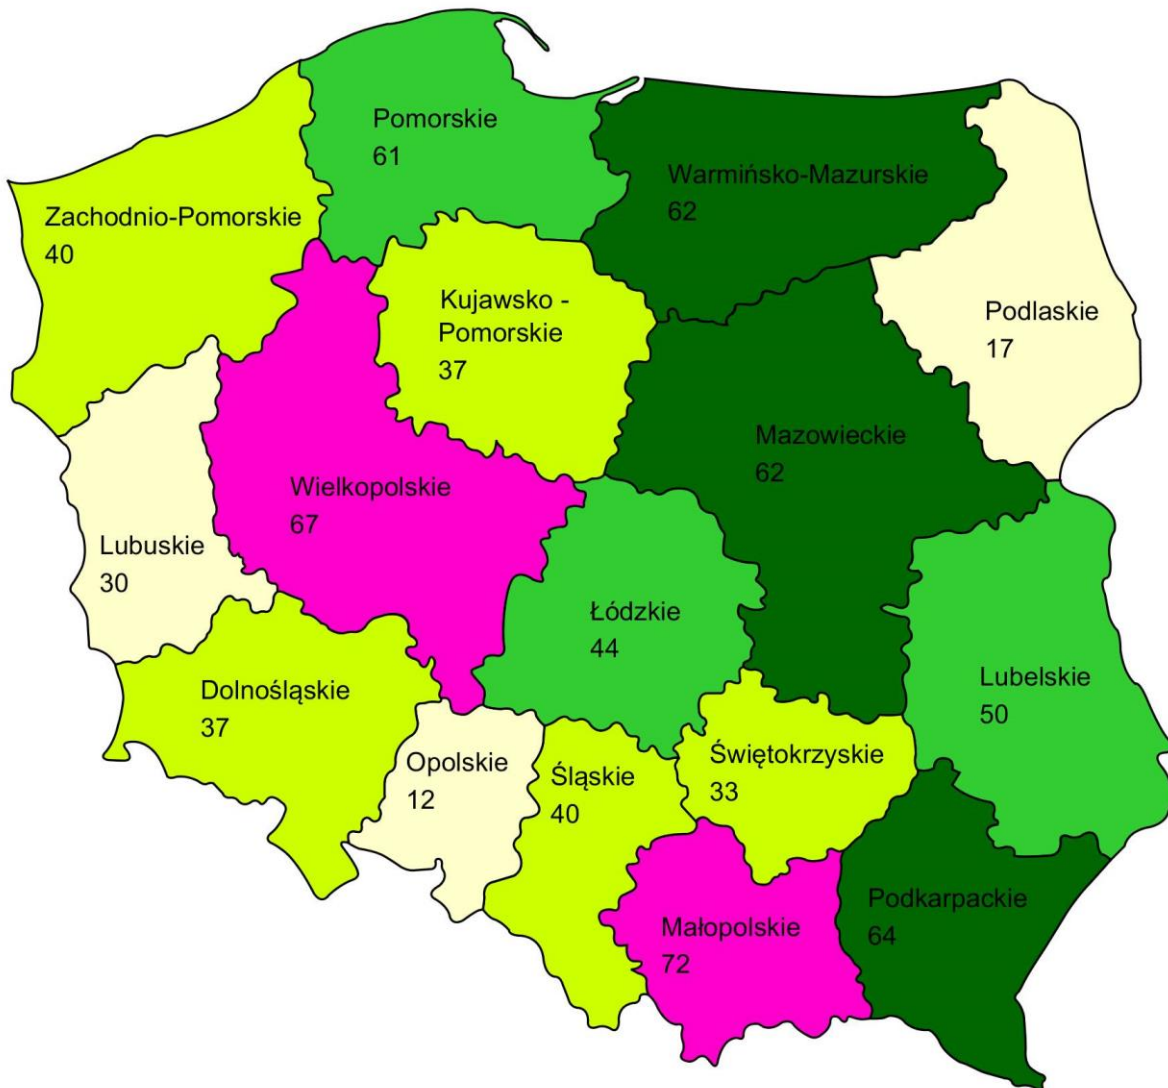 Pomorskie
61
Warmińsko-Mazurskie
62
Zachodnio-Pomorskie
40
Kujawsko -
Pomorskie
37
Podlaskie
17
Mazowieckie
62
Wielkopolskie
67
Lubuskie
30
Łódzkie
44
Lubelskie
50
Dolnośląskie
37
Opolskie
12
Śląskie
40
Świętokrzyskie
33
Małopolskie
72
Podkarpackie
64